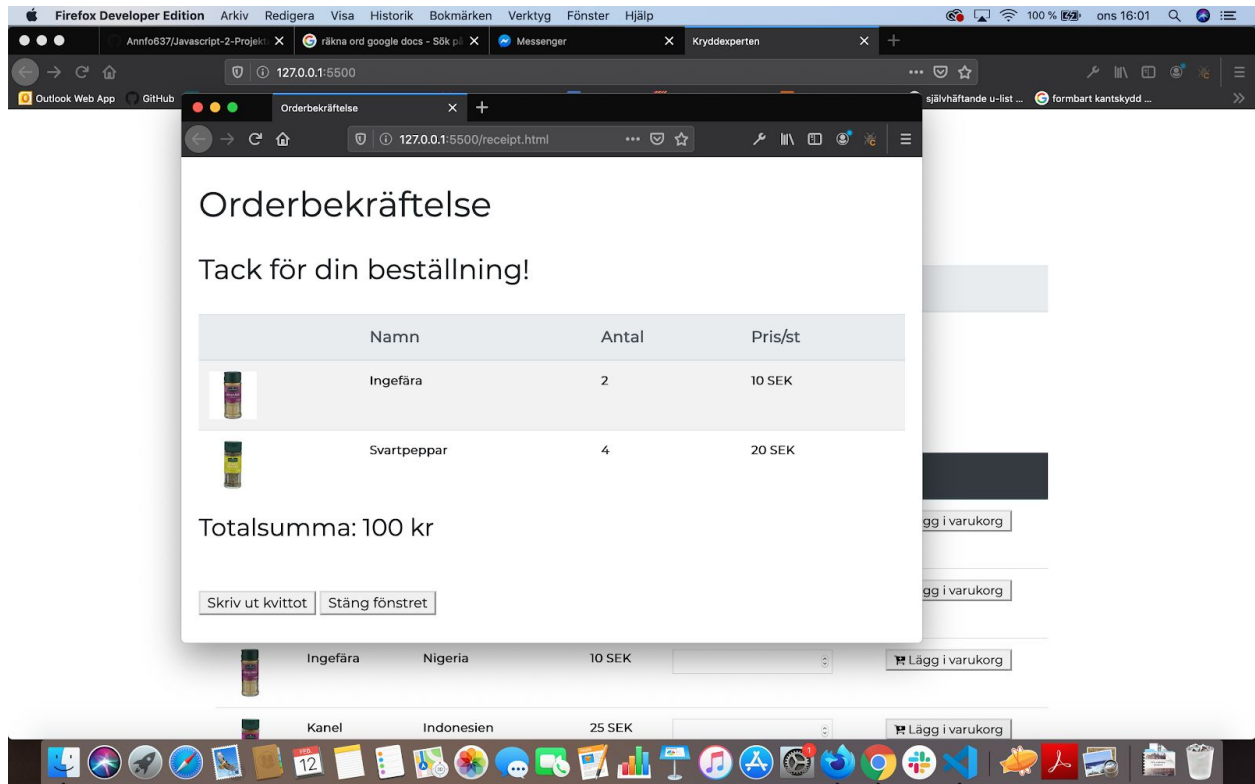 Firefox Developer Edition Arkiv Redigera Visa Historik Bokmärken Verktyg Fönster Hjälp 100 % ons 16:01
Annfo637/Javascript-2-Projekt räkna ord google docs - Sök på Messenger Kryddexperten
127.0.0.1:5500
Outlook Web App GitHub självhäftande u-list ... formbart kantskydd ...
Orderbekräftelse
127.0.0.1:5500/receipt.html
Orderbekräftelse
Tack för din beställning!
Namn Antal Pris/st
Ingefära 2 10 SEK
Svartpeppar 4 20 SEK
Totalsumma: 100 kr
gg i varukorg
Skriv ut kvittot Stäng fönstret
gg i varukorg
Ingefära Nigeria 10 SEK Lägg i varukorg
Kanel Indonesien 25 SEK Lägg i varukorg
FEB.
12
1